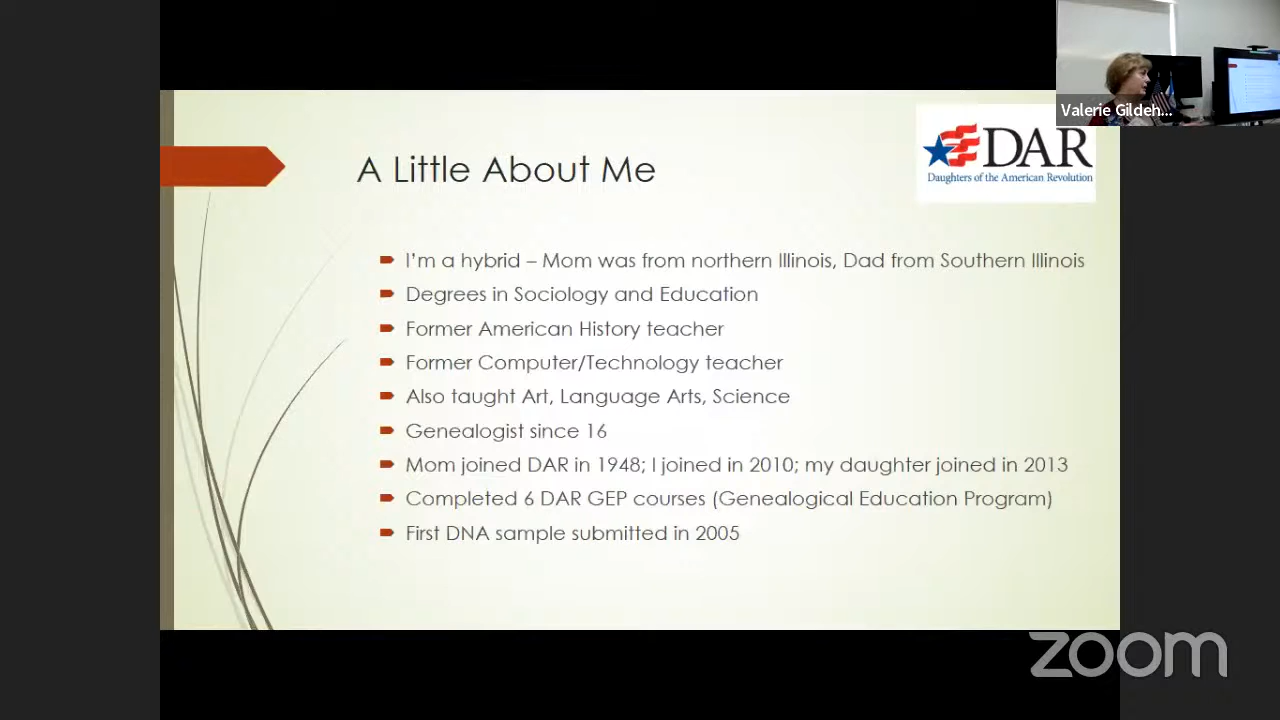 Valerie Gildeh...
DAR
Daughters of the American Revolution
A Little About Me
I'm a hybrid – Mom was from northern Illinois, Dad from Southern Illinois
Degrees in Sociology and Education
Former American History teacher
Former Computer/Technology teacher
Also taught Art, Language Arts, Science
Genealogist since 16
Mom joined DAR in 1948; I joined in 2010; my daughter joined in 2013
Completed 6 DAR GEP courses (Genealogical Education Program)
First DNA sample submitted in 2005
zoom